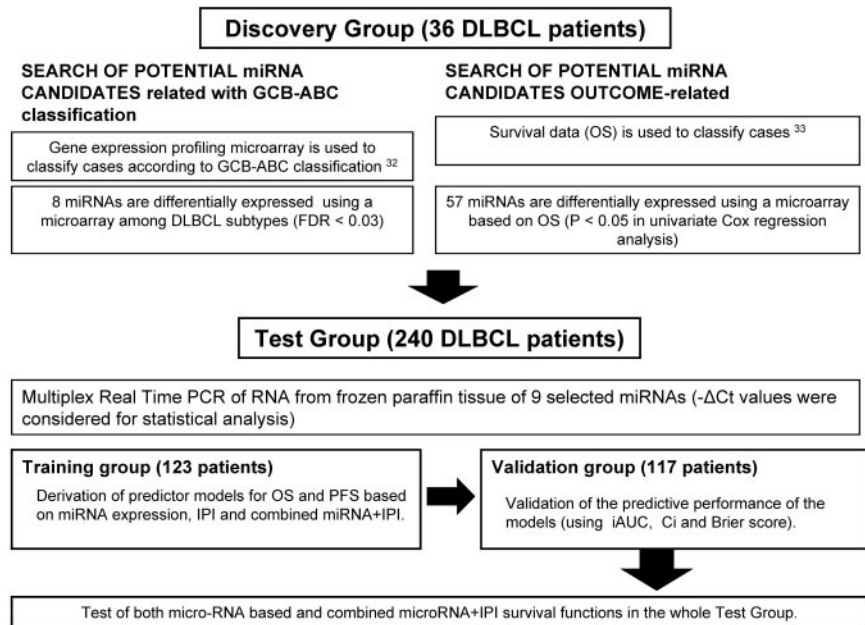 Discovery Group (36 DLBCL patients)
SEARCH OF POTENTIAL miRNA
CANDIDATES related with GCB-ABC
classification
Gene expression profiling microarray is used to
classify cases according to GCB-ABC classification 32
8 miRNAs are differentially expressed using a
microarray among DLBCL subtypes (FDR < 0.03)
SEARCH OF POTENTIAL miRNA
CANDIDATES OUTCOME-related
Survival data (OS) is used to classify cases 33
57 miRNAs are differentially expressed using a microarray
based on OS (P < 0.05 in univariate Cox regression
analysis)
Test Group (240 DLBCL patients)
Multiplex Real Time PCR of RNA from frozen paraffin tissue of 9 selected miRNAs (-ΔCt values were
considered for statistical analysis)
Training group (123 patients)
Derivation of predictor models for OS and PFS based
on miRNA expression, IPI and combined miRNA+IPI.
Validation group (117 patients)
Validation of the predictive performance of the
models (using iAUC, Ci and Brier score).
Test of both micro-RNA based and combined microRNA+IPI survival functions in the whole Test Group.